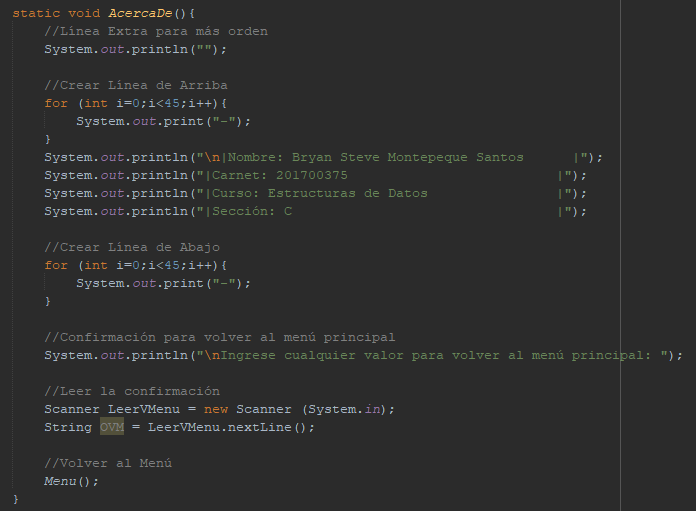 static void AcercaDe(){
    //Línea Extra para más orden
    System.out.println("");

    //Crear Línea de Arriba
    for (int i=0;i<45;i++){
        System.out.print("-");
    }
    System.out.println("\n|Nombre: Bryan Steve Montepeque Santos      |");
    System.out.println("|Carnet: 201700375                          |");
    System.out.println("|Curso: Estructuras de Datos                |");
    System.out.println("|Sección: C                                 |");

    //Crear Línea de Abajo
    for (int i=0;i<45;i++){
        System.out.print("-");
    }

    //Confirmación para volver al menú principal
    System.out.println("\nIngrese cualquier valor para volver al menú principal: ");

    //Leer la confirmación
    Scanner LeerVMenu = new Scanner (System.in);
    String OVM = LeerVMenu.nextLine();

    //Volver al Menú
    Menu();
}